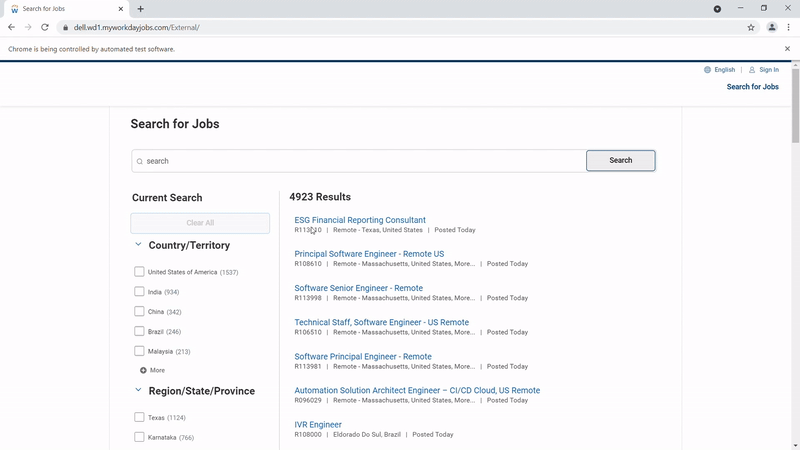 Search for Jobs
dell.wd1.myworkdayjobs.com/External/
Chrome is being controlled by automated test software.
English | Sign In
Search for Jobs
Search for Jobs
search
Search
Current Search
Clear All
Country/Territory
United States of America (1537)
India (934)
China (342)
Brazil (246)
Malaysia (213)
More
Region/State/Province
Texas (1124)
Karnataka (766)
4923 Results
ESG Financial Reporting Consultant
| Remote - Texas, United States | Posted Today
Principal Software Engineer - Remote US
R108610 | Remote - Massachusetts, United States, More... | Posted Today
Software Senior Engineer - Remote
R113998 | Remote - Massachusetts, United States, More... | Posted Today
Technical Staff, Software Engineer - US Remote
R106510 | Remote - Massachusetts, United States, More... | Posted Today
Software Principal Engineer - Remote
R113981 | Remote - Massachusetts, United States, More... | Posted Today
Automation Solution Architect Engineer – CI/CD Cloud, US Remote
R096029 | Remote - Massachusetts, United States, More... | Posted Today
IVR Engineer
R108000 | Eldorado Do Sul, Brazil | Posted Today